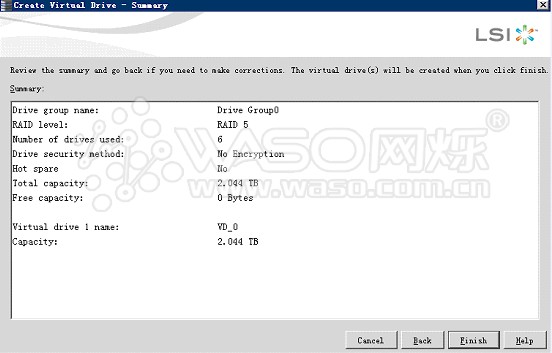 Create Virtual Drive - Summary
LSI
Review the summary and go back if you need to make corrections. The virtual drive(s) will be created when you click finish.
Summary:
Drive group name: Drive Group0
RAID level: RAID 5
Number of drives used: 6
Drive security method: No Encryption
Hot spare No
Total capacity: 2.044 TB
Free capacity: 0 Bytes
Virtual drive 1 name: VD_0
Capacity: 2.044 TB
WASO网烁
www.waso.com.cn
Cancel Back Finish Help